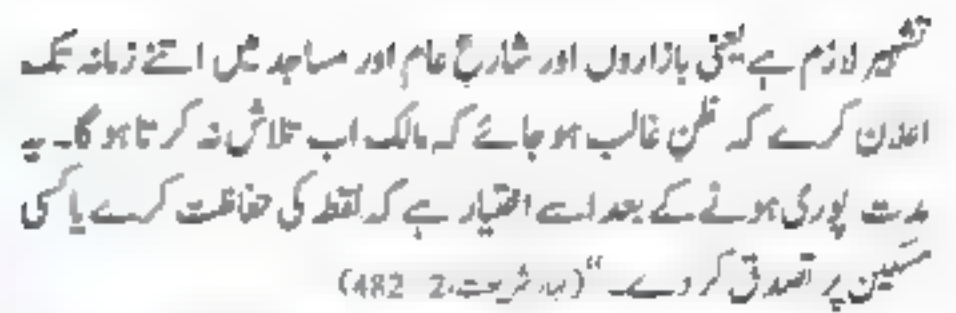 تشہیر لازم ہے یعنی بازاروں اور شارع عام اور مساجد میں اتنے زمانہ تک
اعلان کرے کہ ظن غالب ہو جائے کہ مالک اب تلاش نہ کرتا ہو گا۔ یہ
مدت پوری ہونے کے بعد اسے اختیار ہے کہ لقطہ کی حفاظت کرے یا کسی
مسکین پر تصدق کر دے۔“ (بہار شریعت، 2 482)